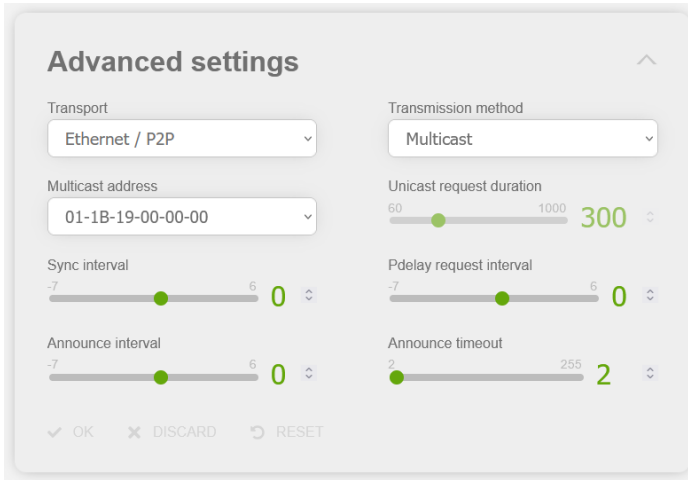 Advanced settings
Transport
Transmission method
Ethernet / P2P
Multicast
Multicast address
Unicast request duration
01-1B-19-00-00-00
60 1000 300
Sync interval
Pdelay request interval
-7 6 0
-7 6 0
Announce interval
Announce timeout
-7 6 0
2 255 2
OK DISCARD RESET